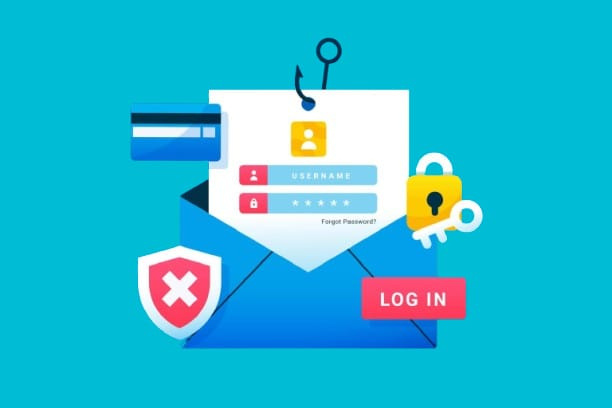 USERNAME
*****
Forgot Password?
LOG IN